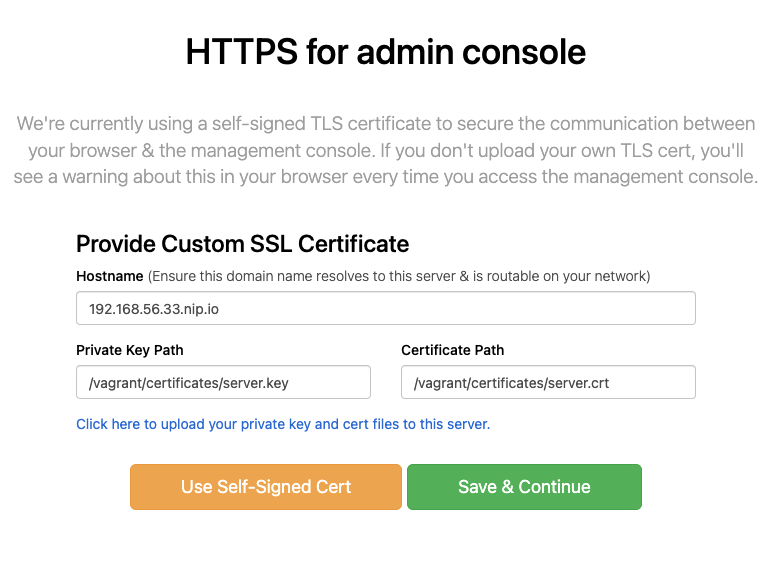 HTTPS for admin console
We're currently using a self-signed TLS certificate to secure the communication between
your browser & the management console. If you don't upload your own TLS cert, you'll
see a warning about this in your browser every time you access the management console.
Provide Custom SSL Certificate
Hostname (Ensure this domain name resolves to this server & is routable on your network)
192.168.56.33.nip.io
Private Key Path Certificate Path
/vagrant/certificates/server.key /vagrant/certificates/server.crt
Click here to upload your private key and cert files to this server.
Use Self-Signed Cert Save & Continue